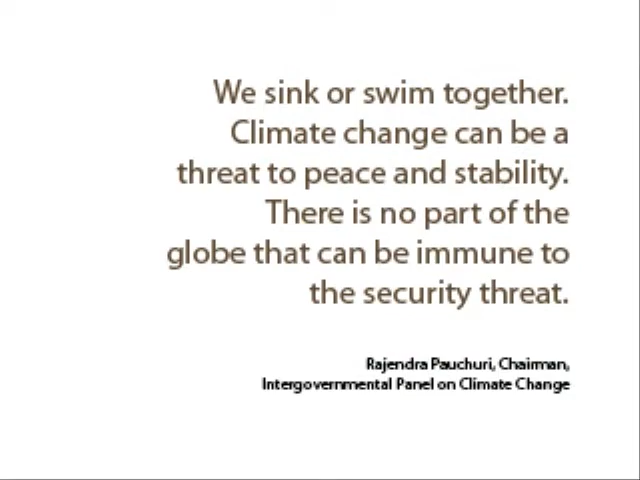 We sink or swim together.
Climate change can be a
threat to peace and stability.
There is no part of the
globe that can be immune to
the security threat.
Rajendra Pauchuri, Chairman,
Intergovernmental Panel on Climate Change